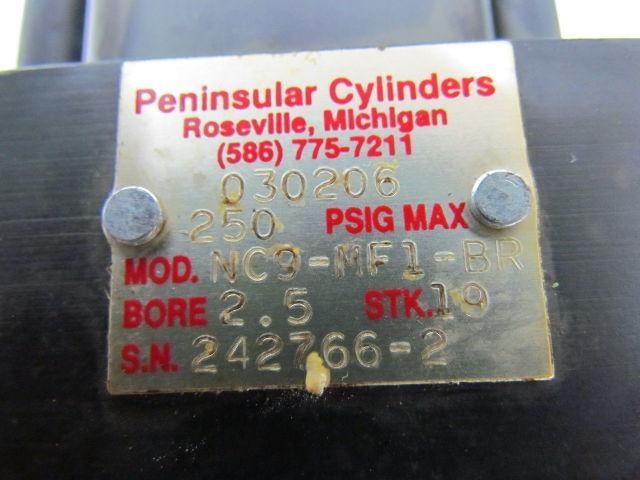 Peninsular Cylinders
Roseville, Michigan
(586) 775-7211
030206
250 PSIG MAX
MOD. NC9-MF1-BR
BORE 2.5 STK. 19
S.N. 242766-2